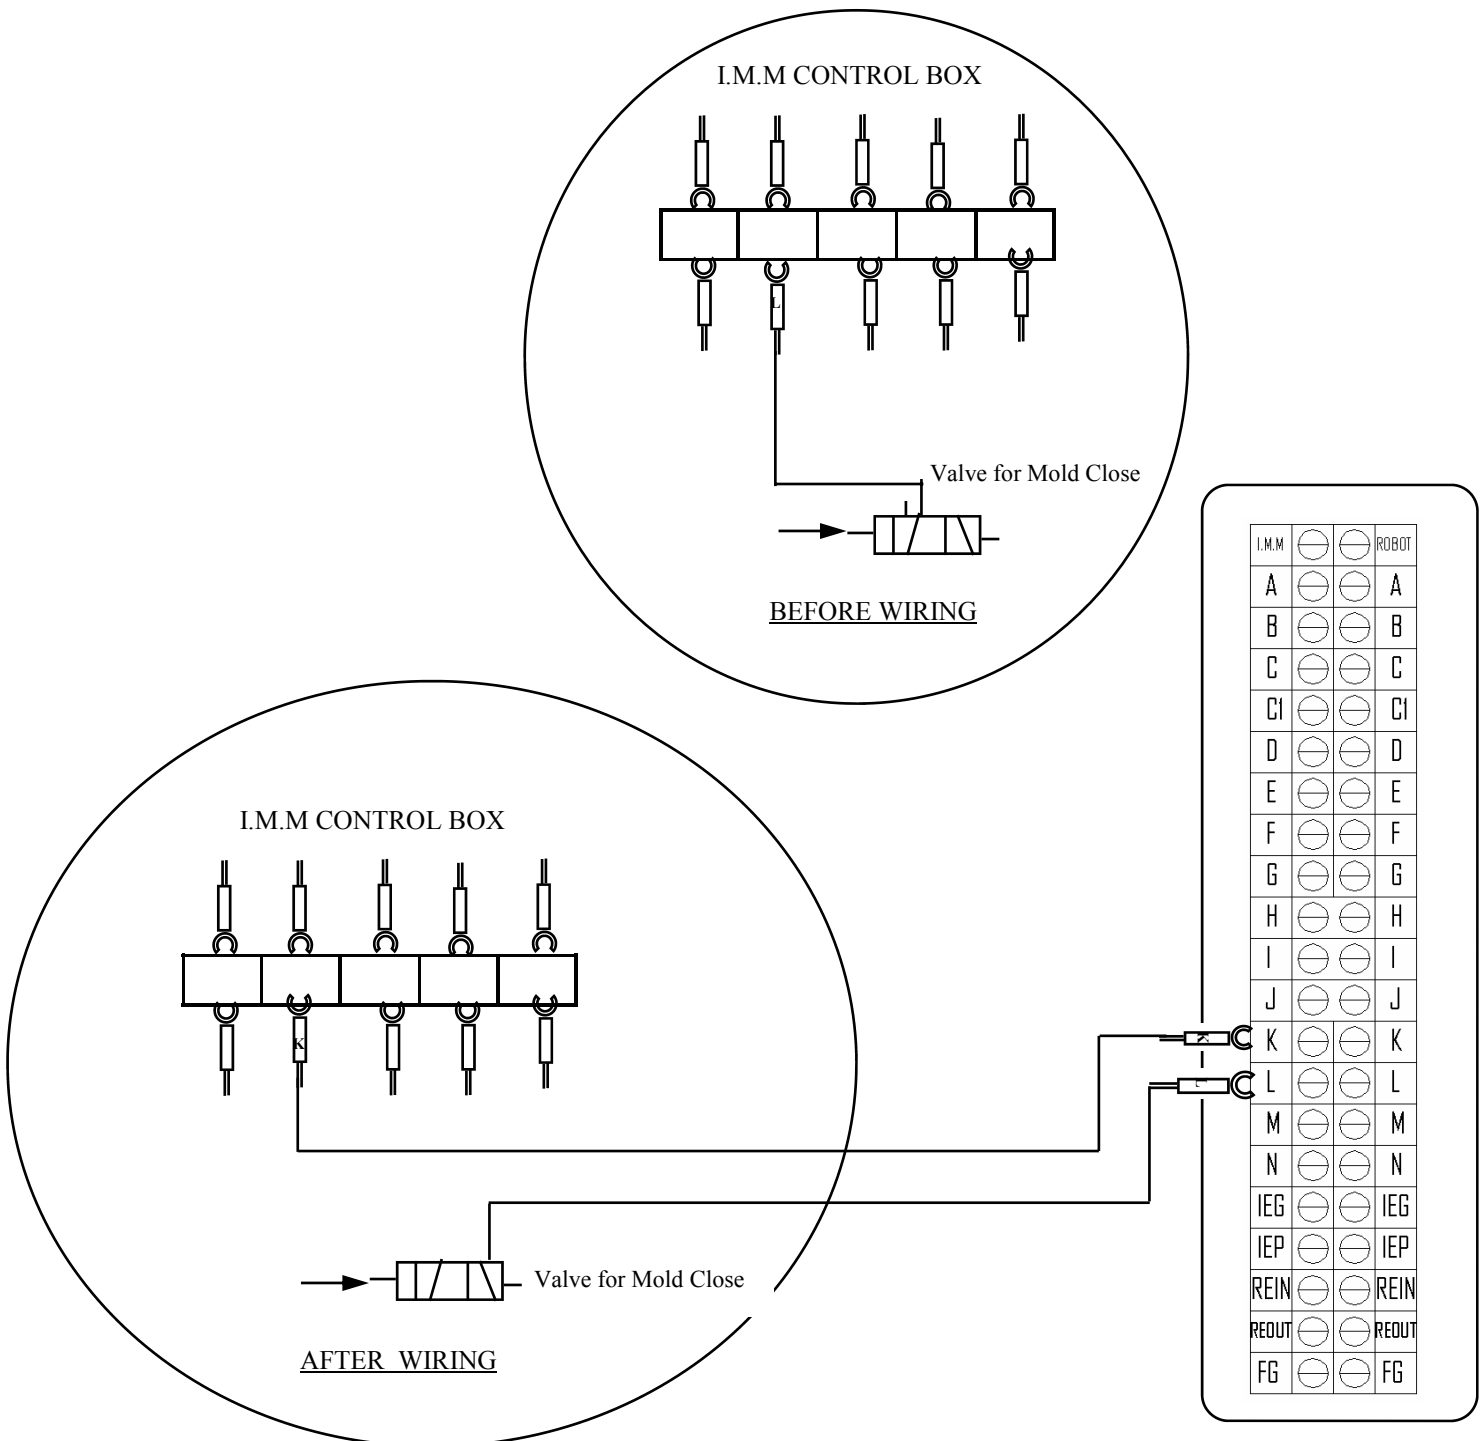 I.M.M CONTROL BOX
L
Valve for Mold Close
BEFORE WIRING
I.M.M ROBOT
A A
B B
C C
C1 C1
D D
E E
F F
G G
H H
I I
J J
K K K
L L L
M M
N N
IEG IEG
IEP IEP
REIN REIN
REOUT REOUT
FG FG
I.M.M CONTROL BOX
K
Valve for Mold Close
AFTER WIRING